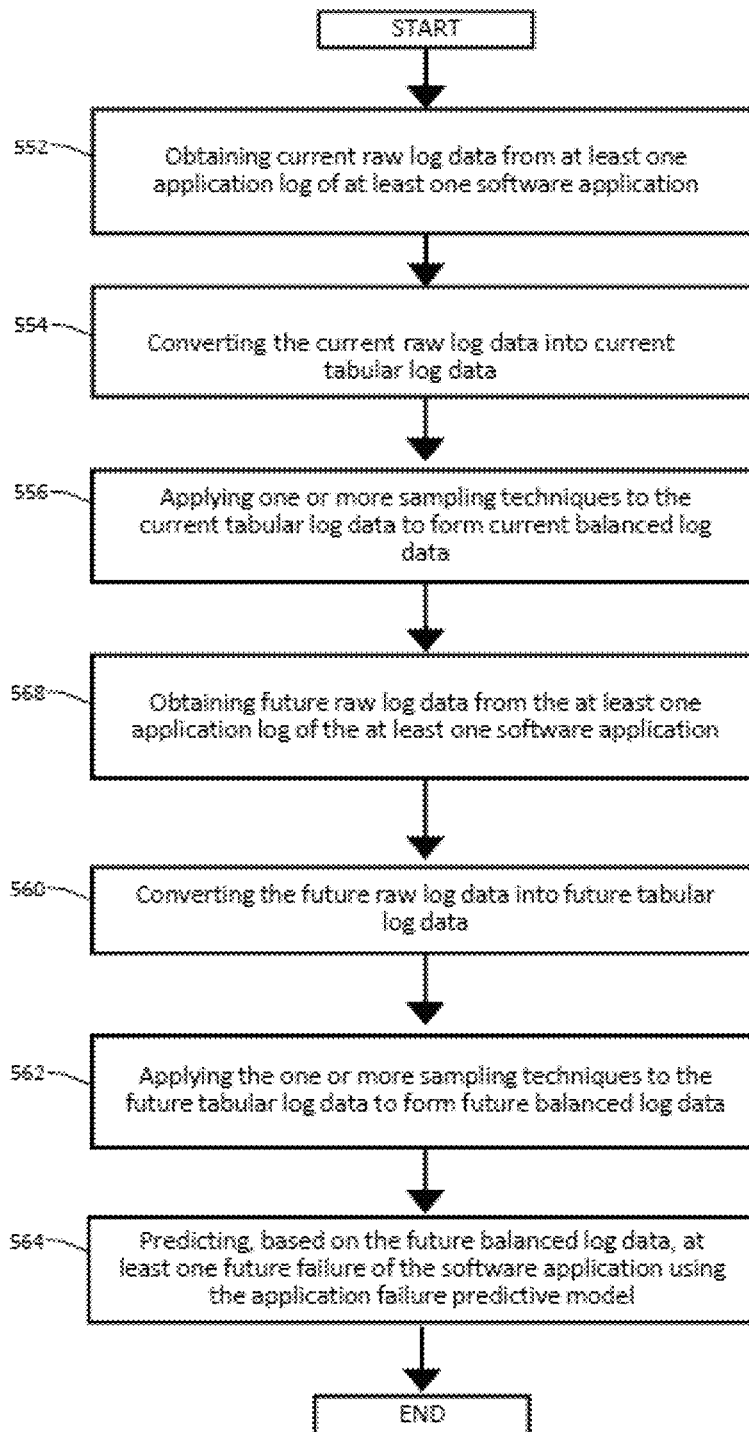 START
552
Obtaining current raw log data from at least one
application log of at least one software application
554
Converting the current raw log data into current
tabular log data
556
Applying one or more sampling techniques to the
current tabular log data to form current balanced log
data
568
Obtaining future raw log data from the at least one
application log of the at least one software application
560
Converting the future raw log data into future tabular
log data
562
Applying the one or more sampling techniques to the
future tabular log data to form future balanced log data
564
Predicting, based on the future balanced log data, at
least one future failure of the software application using
the application failure predictive model
END